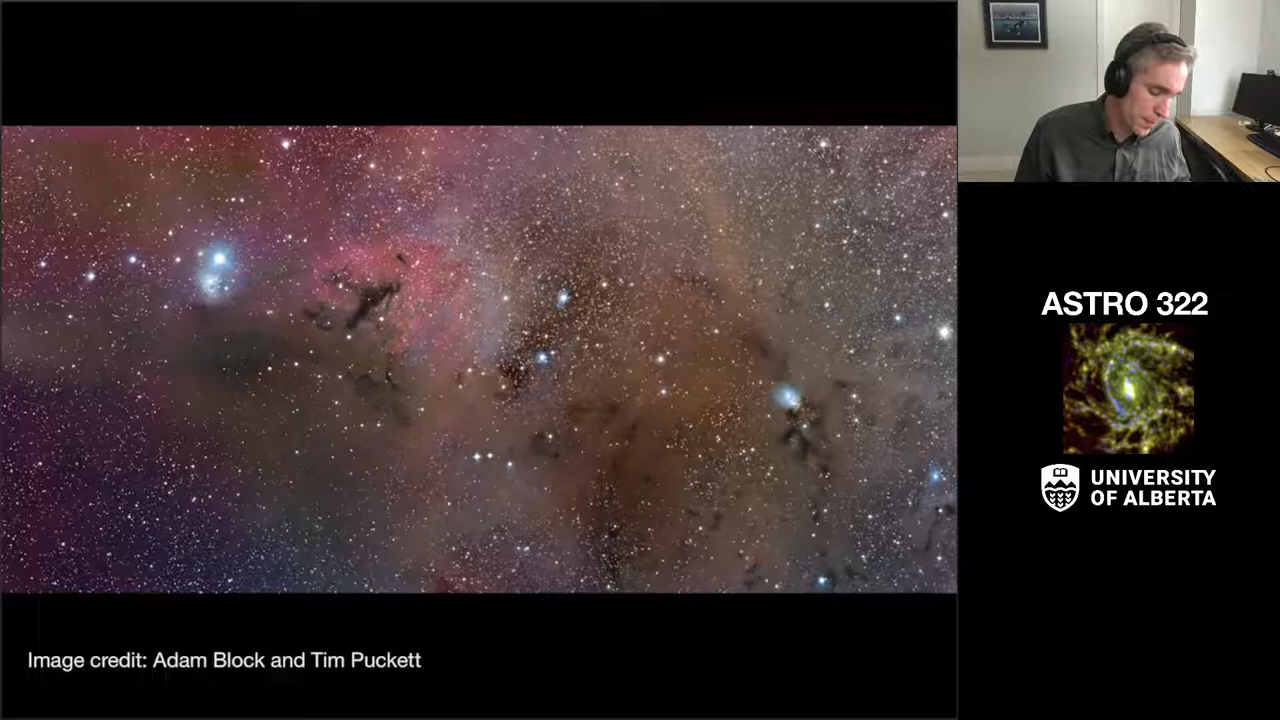 ASTRO 322
UNIVERSITY
OF ALBERTA
Image credit: Adam Block and Tim Puckett